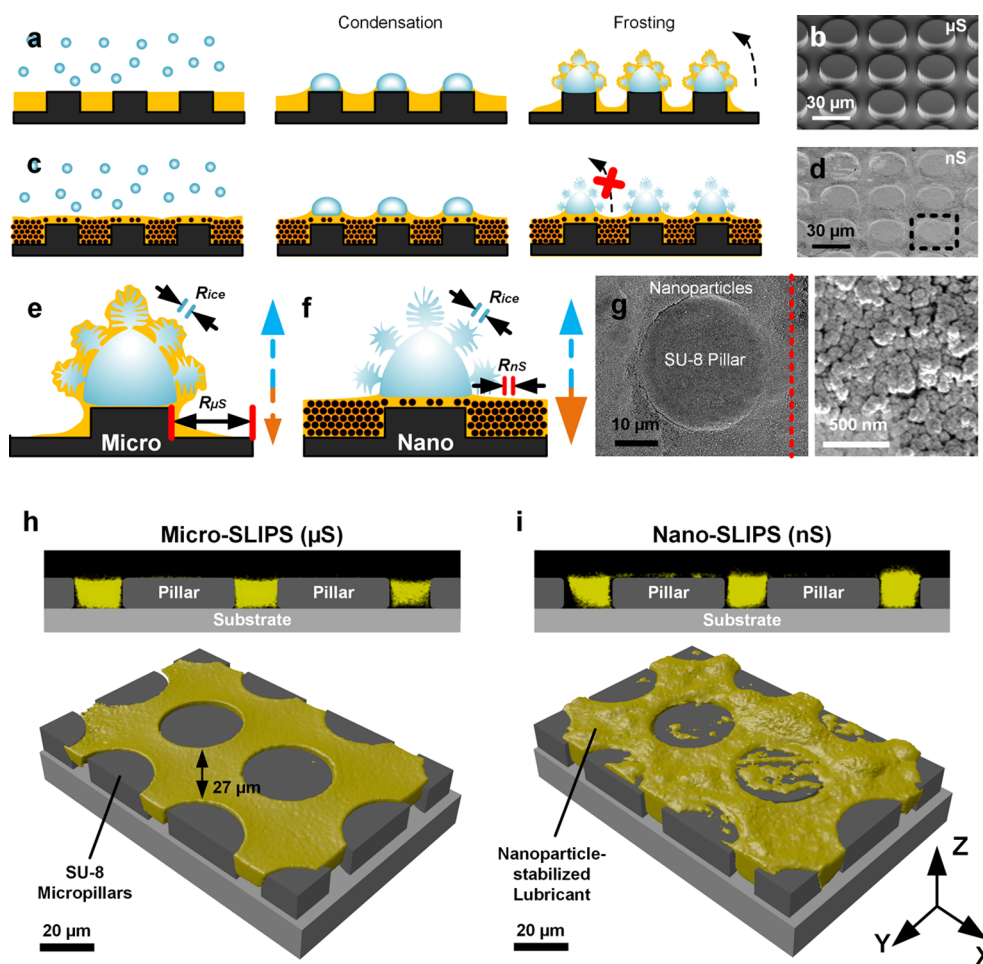 Condensation
Frosting
a
b
µS
30 µm
c
d
nS
30 µm
e
Rice
RµS
Micro
f
Rice
RnS
Nano
g
Nanoparticles
SU-8 Pillar
10 µm
500 nm
h
Micro-SLIPS (µS)
Pillar
Pillar
Substrate
27 µm
SU-8
Micropillars
20 µm
i
Nano-SLIPS (nS)
Pillar
Pillar
Substrate
Nanoparticle-
stabilized
Lubricant
20 µm
Z
Y
X